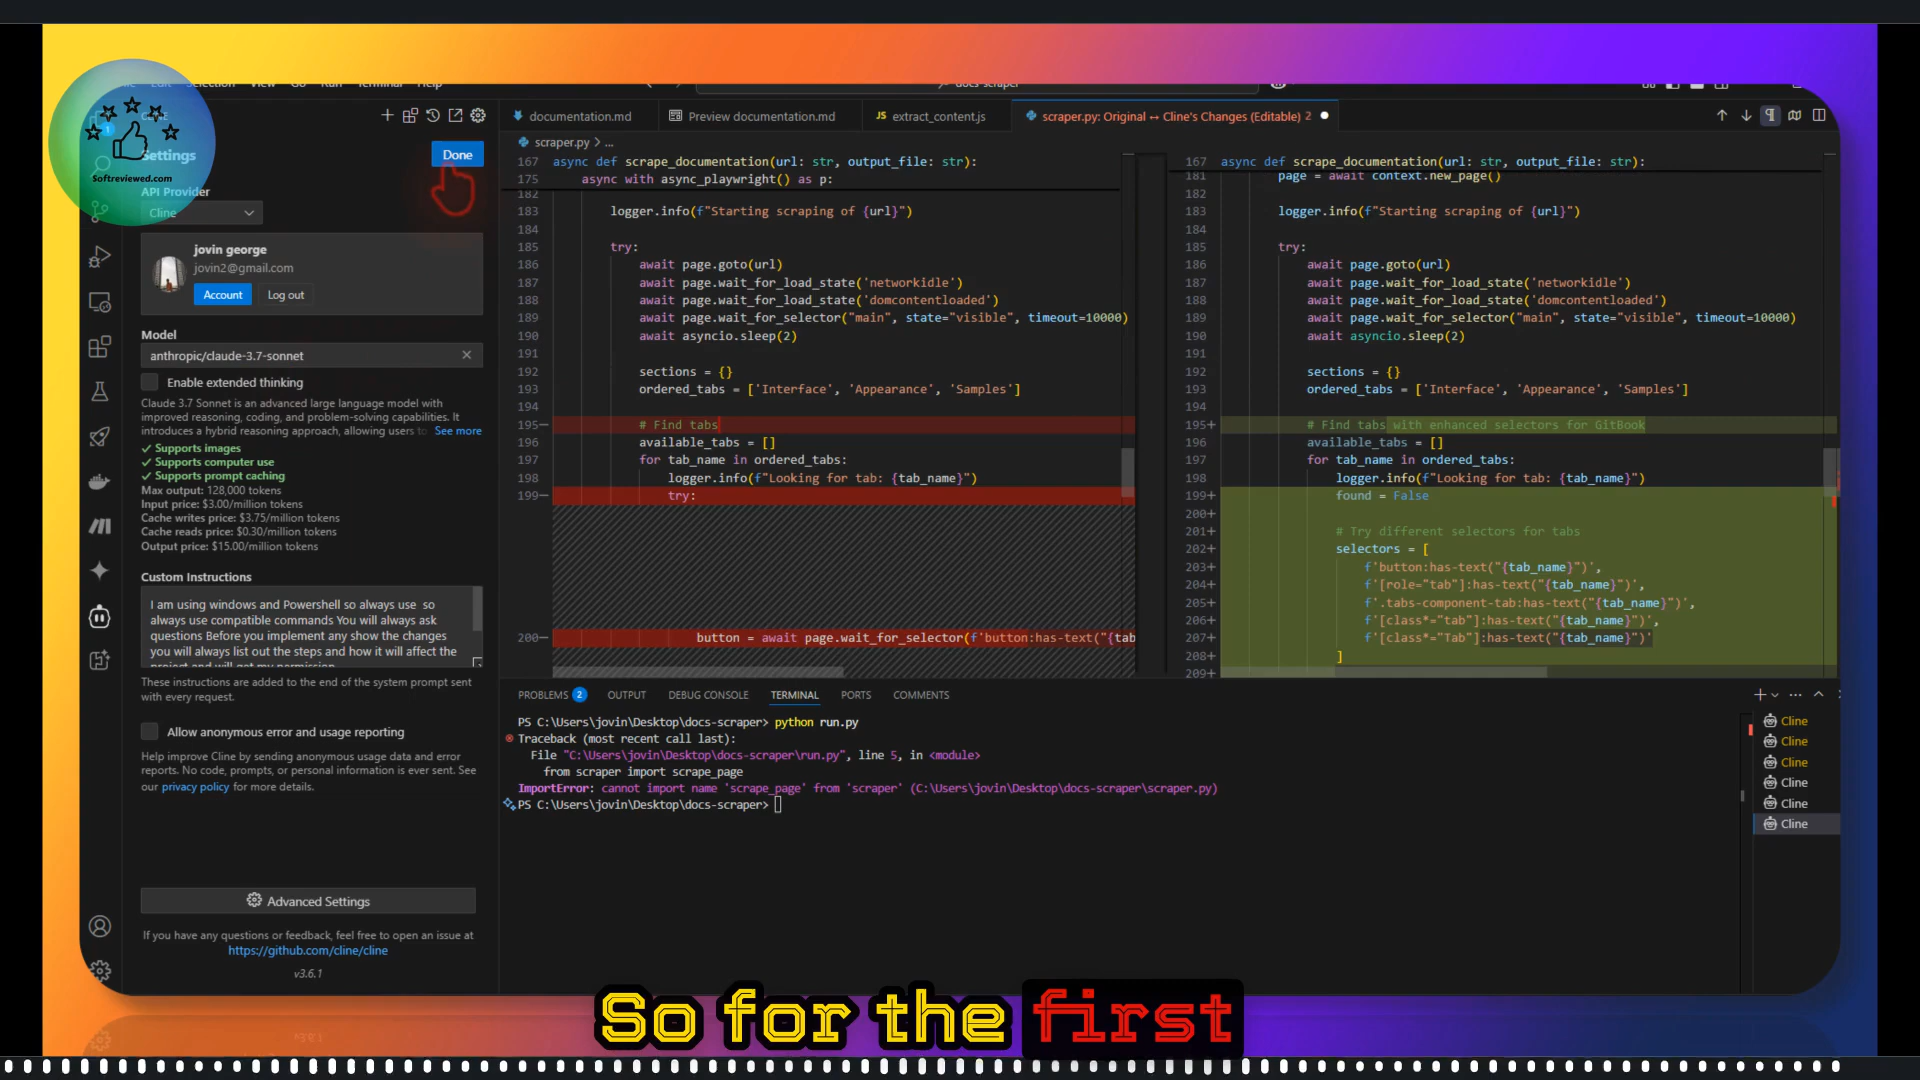 docs-scraper
Softreviewed.com
Settings
Done
API Provider
Cline
jovin george
jovin2@gmail.com
Account
Log out
Model
anthropic/claude-3.7-sonnet
Enable extended thinking
Claude 3.7 Sonnet is an advanced large language model with
improved reasoning, coding, and problem-solving capabilities. It
introduces a hybrid reasoning approach, allowing users to See more
Supports images
Supports computer use
Supports prompt caching
Max output: 128,000 tokens
Input price: $3.00/million tokens
Cache writes price: $3.75/million tokens
Cache reads price: $0.30/million tokens
Output price: $15.00/million tokens
Custom Instructions
I am using windows and Powershell so always use so
always use compatible commands You will always ask
questions Before you implement any show the changes
you will always list out the steps and how it will affect the
project and will get my permission
These instructions are added to the end of the system prompt sent
with every request.
Allow anonymous error and usage reporting
Help improve Cline by sending anonymous usage data and error
reports. No code, prompts, or personal information is ever sent. See
our privacy policy for more details.
Advanced Settings
If you have any questions or feedback, feel free to open an issue at
https://github.com/cline/cline
v3.6.1
documentation.md
Preview documentation.md
JS extract_content.js
scraper.py: Original ↔ Cline's Changes (Editable) 2
scraper.py > ...
167 async def scrape_documentation(url: str, output_file: str):
175 async with async_playwright() as p:
182
183 logger.info(f"Starting scraping of {url}")
184
185 try:
186 await page.goto(url)
187 await page.wait_for_load_state('networkidle')
188 await page.wait_for_load_state('domcontentloaded')
189 await page.wait_for_selector("main", state="visible", timeout=10000)
190 await asyncio.sleep(2)
191
192 sections = {}
193 ordered_tabs = ['Interface', 'Appearance', 'Samples']
194
195− # Find tabs
196 available_tabs = []
197 for tab_name in ordered_tabs:
198 logger.info(f"Looking for tab: {tab_name}")
199− try:
200− button = await page.wait_for_selector(f'button:has-text("{tab
167 async def scrape_documentation(url: str, output_file: str):
181 page = await context.new_page()
182
183 logger.info(f"Starting scraping of {url}")
184
185 try:
186 await page.goto(url)
187 await page.wait_for_load_state('networkidle')
188 await page.wait_for_load_state('domcontentloaded')
189 await page.wait_for_selector("main", state="visible", timeout=10000)
190 await asyncio.sleep(2)
191
192 sections = {}
193 ordered_tabs = ['Interface', 'Appearance', 'Samples']
194
195+ # Find tabs with enhanced selectors for GitBook
196 available_tabs = []
197 for tab_name in ordered_tabs:
198 logger.info(f"Looking for tab: {tab_name}")
199+ found = False
200+
201+ # Try different selectors for tabs
202+ selectors = [
203+ f'button:has-text("{tab_name}")',
204+ f'[role="tab"]:has-text("{tab_name}")',
205+ f'.tabs-component-tab:has-text("{tab_name}")',
206+ f'[class*="tab"]:has-text("{tab_name}")',
207+ f'[class*="Tab"]:has-text("{tab_name}")'
208+ ]
209+
PROBLEMS 2
OUTPUT
DEBUG CONSOLE
TERMINAL
PORTS
COMMENTS
PS C:\Users\jovin\Desktop\docs-scraper> python run.py
Traceback (most recent call last):
File "C:\Users\jovin\Desktop\docs-scraper\run.py", line 5, in <module>
from scraper import scrape_page
ImportError: cannot import name 'scrape_page' from 'scraper' (C:\Users\jovin\Desktop\docs-scraper\scraper.py)
PS C:\Users\jovin\Desktop\docs-scraper>
Cline
Cline
Cline
Cline
Cline
Cline
So for the first